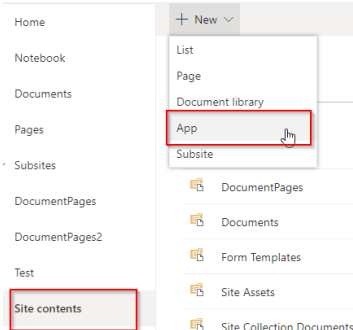 Home
Notebook
Documents
Pages
Subsites
DocumentPages
DocumentPages2
Test
Site contents
+ New
List
Page
Document library
App
Subsite
DocumentPages
Documents
Form Templates
Site Assets
Site Collection Documents